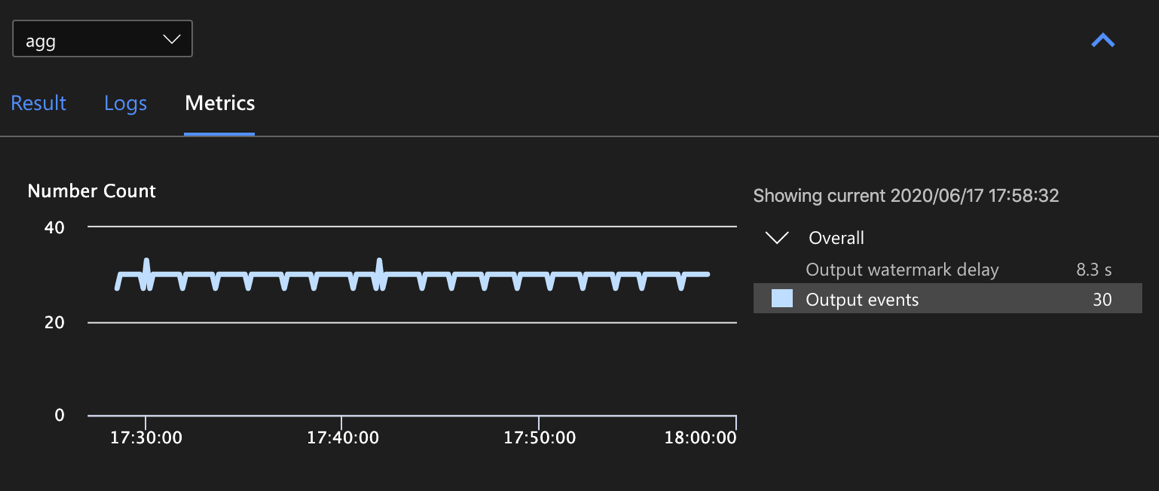 agg
Result Logs Metrics
Number Count
40
20
0
17:30:00 17:40:00 17:50:00 18:00:00
Showing current 2020/06/17 17:58:32
Overall
Output watermark delay 8.3 s
Output events 30